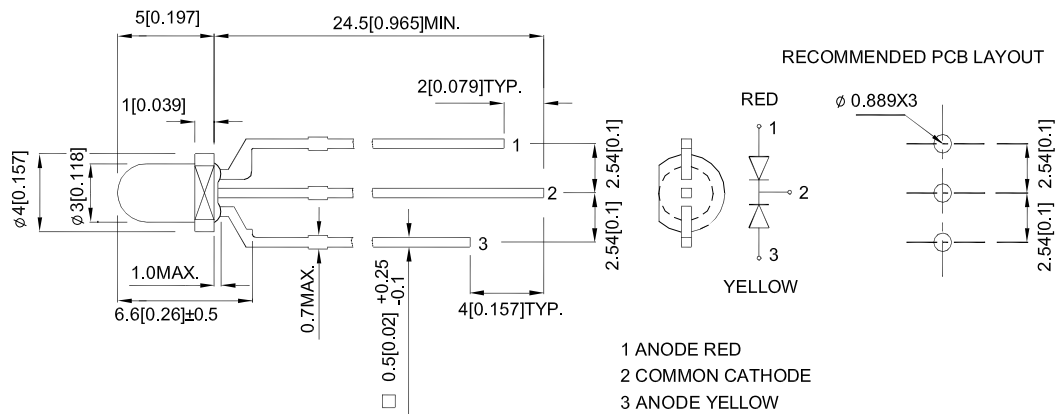 5[0.197]
24.5[0.965]MIN.
RECOMMENDED PCB LAYOUT
2[0.079]TYP.
1[0.039]
RED
ø 0.889X3
1
1
2.54[0.1]
2.54[0.1]
ø4[0.157]
ø3[0.118]
2
2
2.54[0.1]
2.54[0.1]
3
3
1.0MAX.
6.6[0.26]±0.5
0.7MAX.
□ 0.5[0.02] +0.25 -0.1
4[0.157]TYP.
YELLOW
1 ANODE RED
2 COMMON CATHODE
3 ANODE YELLOW